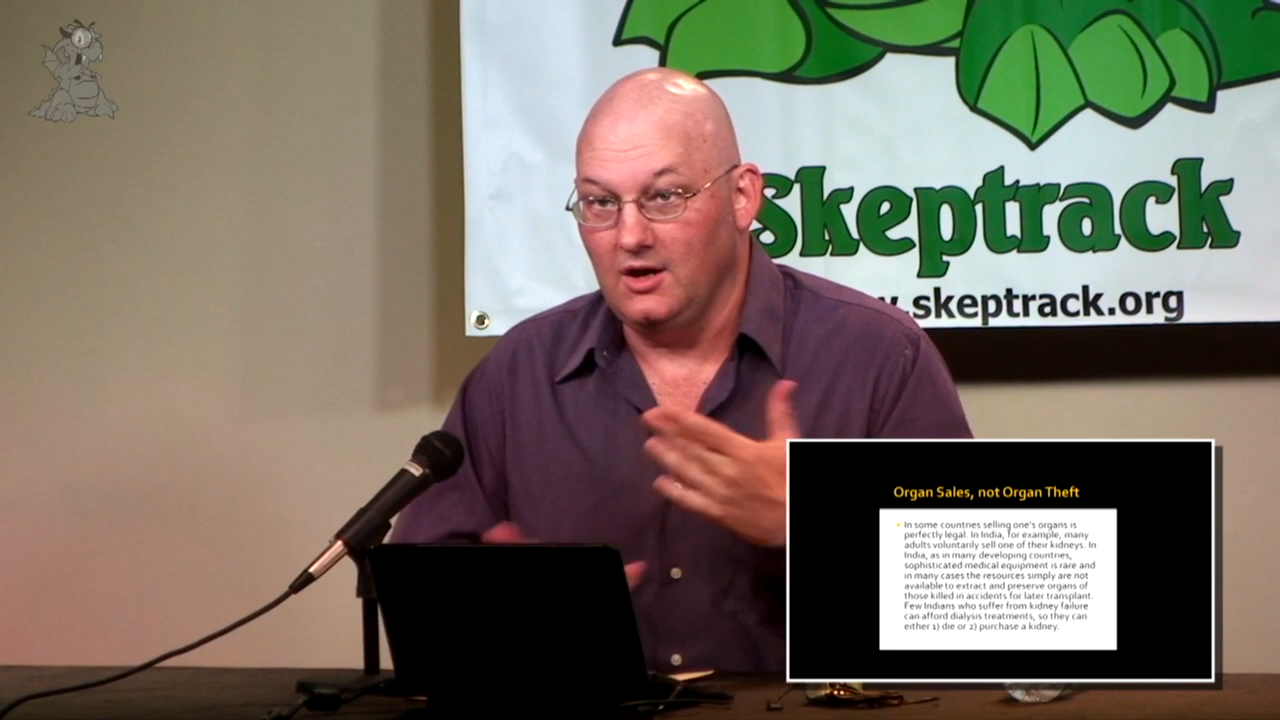 Skeptrack
.skeptrack.org
Organ Sales, not Organ Theft
In some countries selling one's organs is
perfectly legal. In India, for example, many
adults voluntarily sell one of their kidneys. In
India, as in many developing countries,
sophisticated medical equipment is rare and
in many cases the resources simply are not
available to extract and preserve organs of
those killed in accidents for later transplant.
Few Indians who suffer from kidney failure
can afford dialysis treatments, so they can
either 1) die or 2) purchase a kidney.